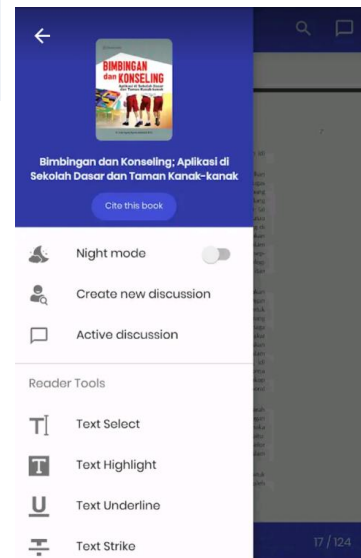 BIMBINGAN
dan KONSELING
Aplikasi di Sekolah Dasar
dan Taman Kanak-kanak
Bimbingan dan Konseling; Aplikasi di
Sekolah Dasar dan Taman Kanak-kanak
Cite this book
Night mode
Create new discussion
Active discussion
Reader Tools
Text Select
Text Highlight
Text Underline
Text Strike
7
17 / 124